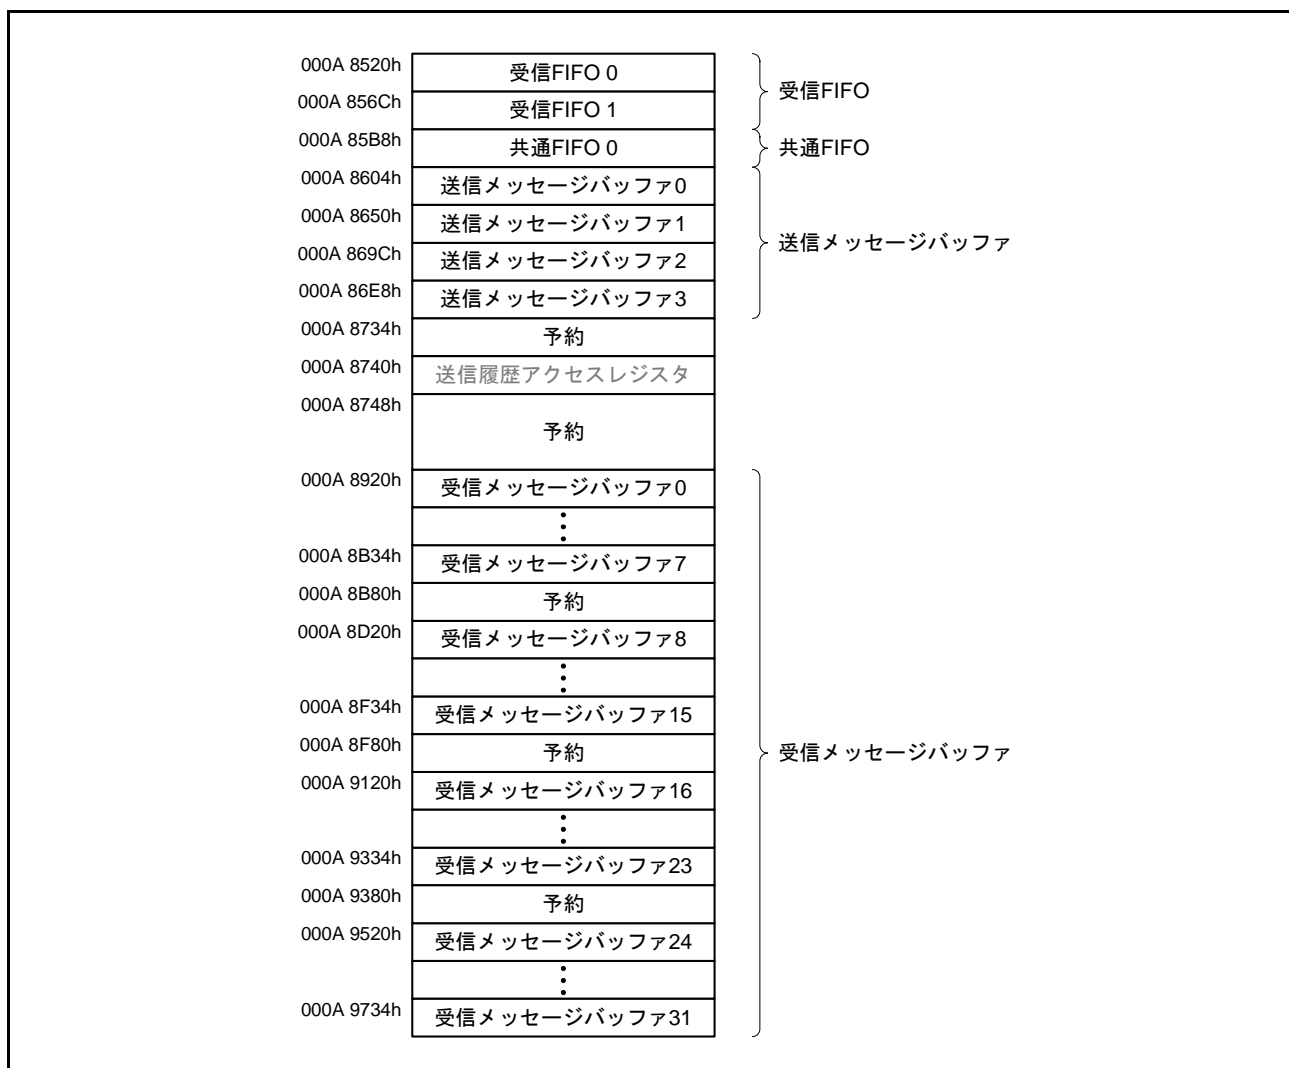 000A 8520h 受信FIFO 0
受信FIFO
000A 856Ch 受信FIFO 1
000A 85B8h 共通FIFO 0 共通FIFO
000A 8604h 送信メッセージバッファ0
000A 8650h 送信メッセージバッファ1
送信メッセージバッファ
000A 869Ch 送信メッセージバッファ2
000A 86E8h 送信メッセージバッファ3
000A 8734h 予約
000A 8740h 送信履歴アクセスレジスタ
000A 8748h 予約
000A 8920h 受信メッセージバッファ0
000A 8B34h 受信メッセージバッファ7
000A 8B80h 予約
000A 8D20h 受信メッセージバッファ8
000A 8F34h 受信メッセージバッファ15
000A 8F80h 予約 受信メッセージバッファ
000A 9120h 受信メッセージバッファ16
000A 9334h 受信メッセージバッファ23
000A 9380h 予約
000A 9520h 受信メッセージバッファ24
000A 9734h 受信メッセージバッファ31